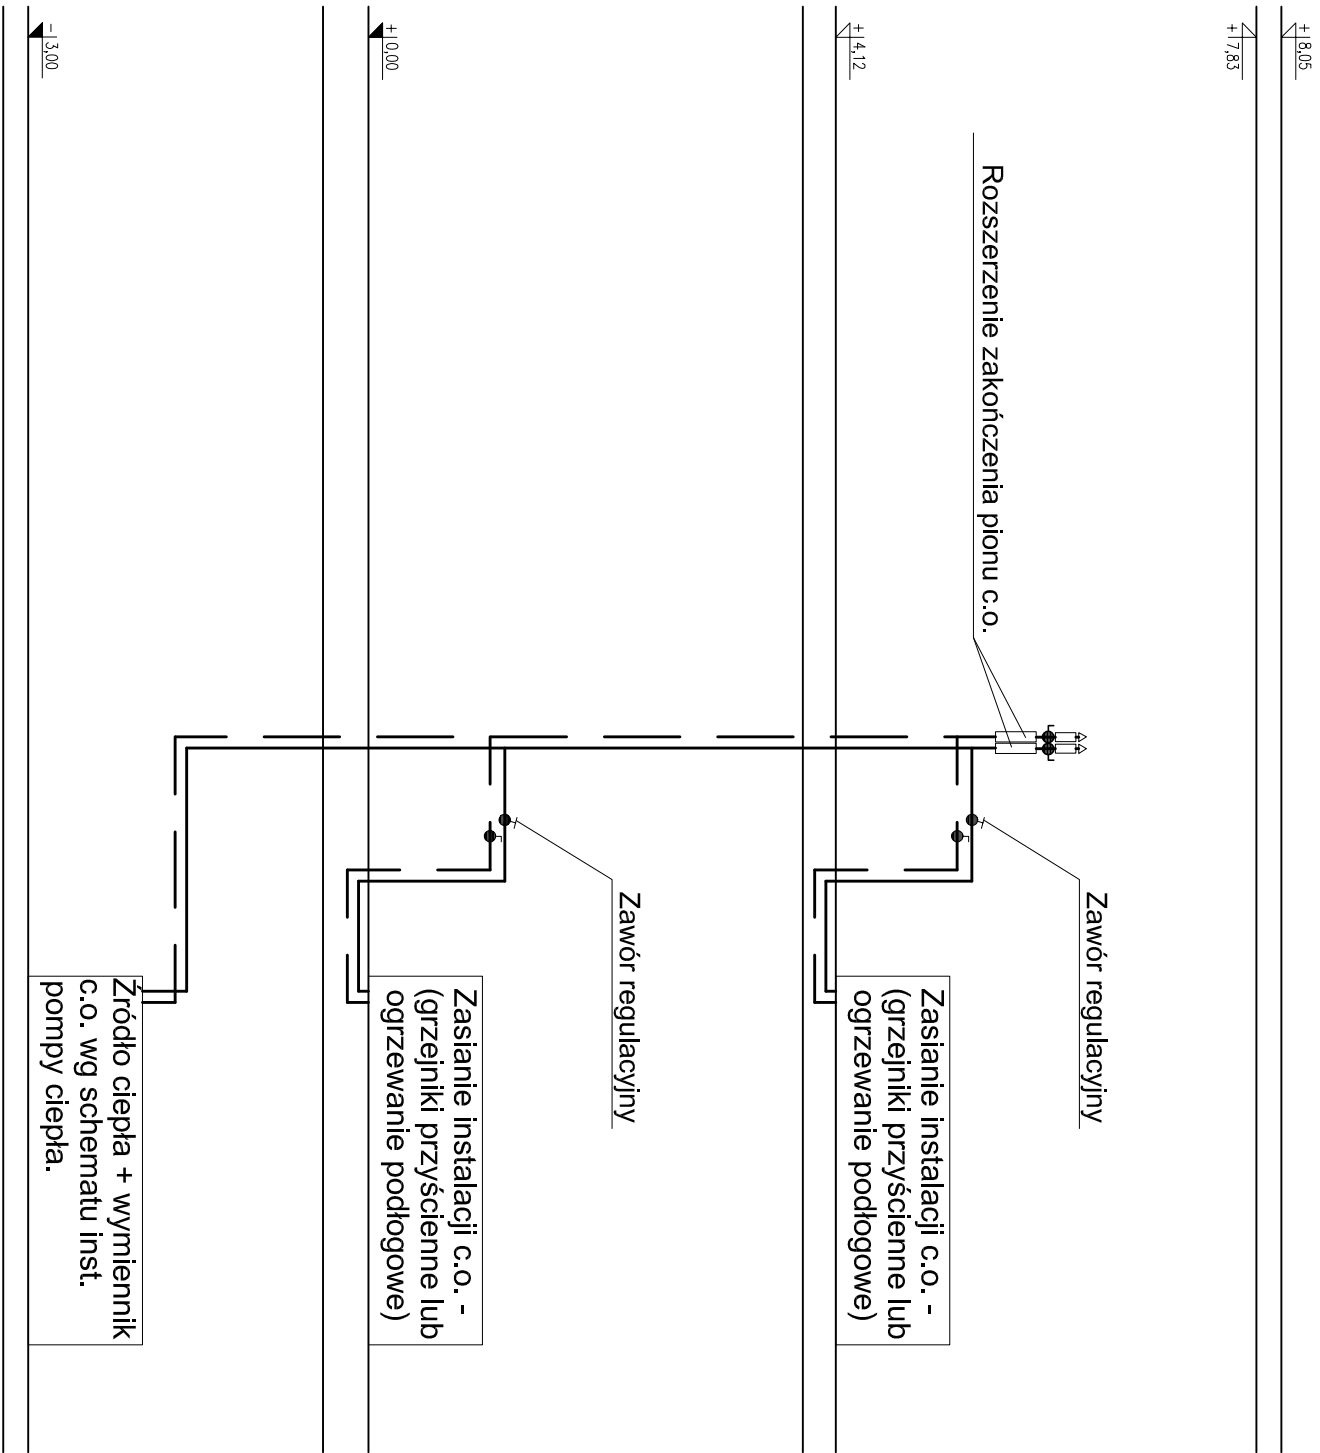 + 8,05
+ 7,83
Rozszerzenie zakończenia pionu c.o.
Zawór regulacyjny
Zasianie instalacji c.o. -
(grzejniki przyścienne lub
ogrzewanie podłogowe)
+ 4,12
Zawór regulacyjny
Zasianie instalacji c.o. -
(grzejniki przyścienne lub
ogrzewanie podłogowe)
+ 0,00
Źródło ciepła + wymiennik
c.o. wg schematu inst.
pompy ciepła.
- 3,00